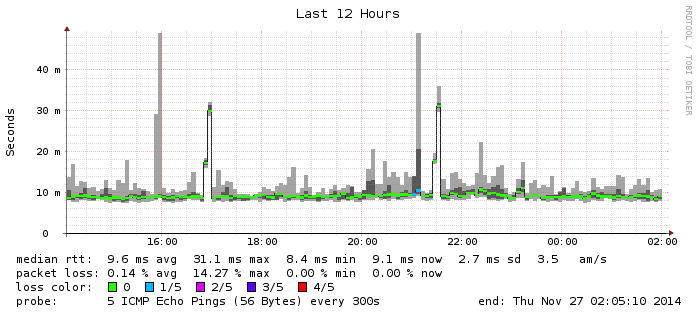 Last 12 Hours
RRDTOOL / TOBI OETIKER
Seconds
40 m
30 m
20 m
10 m
0
16:00 18:00 20:00 22:00 00:00 02:00
median rtt: 9.6 ms avg 31.1 ms max 8.4 ms min 9.1 ms now 2.7 ms sd 3.5 am/s
packet loss: 0.14 % avg 14.27 % max 0.00 % min 0.00 % now
loss color: 0 1/5 2/5 3/5 4/5
probe: 5 ICMP Echo Pings (56 Bytes) every 300s end: Thu Nov 27 02:05:10 2014